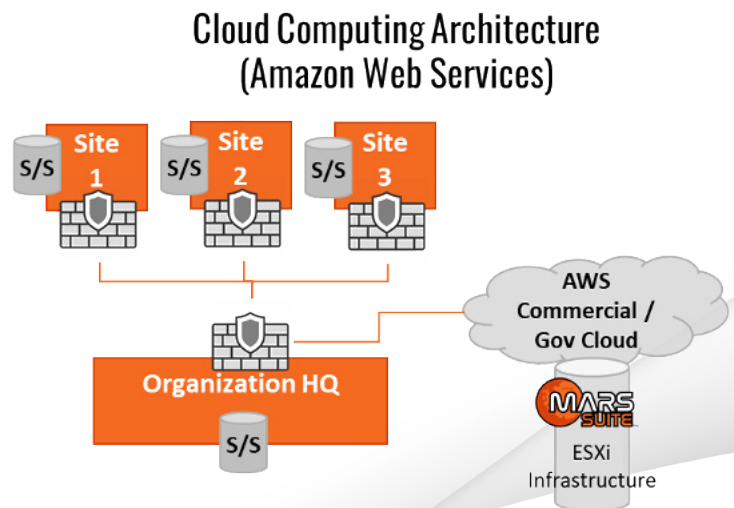 Cloud Computing Architecture
(Amazon Web Services)
S/S
Site
1
S/S
Site
2
S/S
Site
3
AWS
Commercial /
Gov Cloud
Organization HQ
S/S
MARS
SUITE
ESXi
Infrastructure